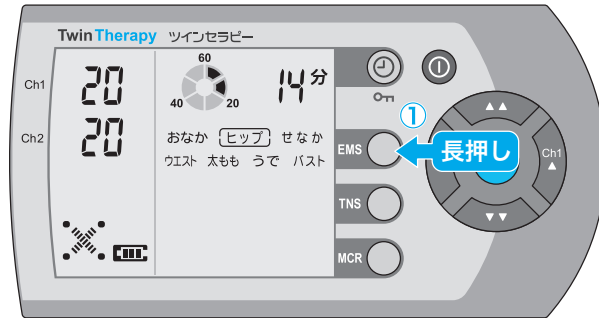 Twin Therapy ツインセラピー
Ch1 20
60
40 20
14分
Ch2 20
おなか ヒップ せなか
ウエスト 太もも うで バスト
EMS
TNS
MCR
①
長押し
Ch1